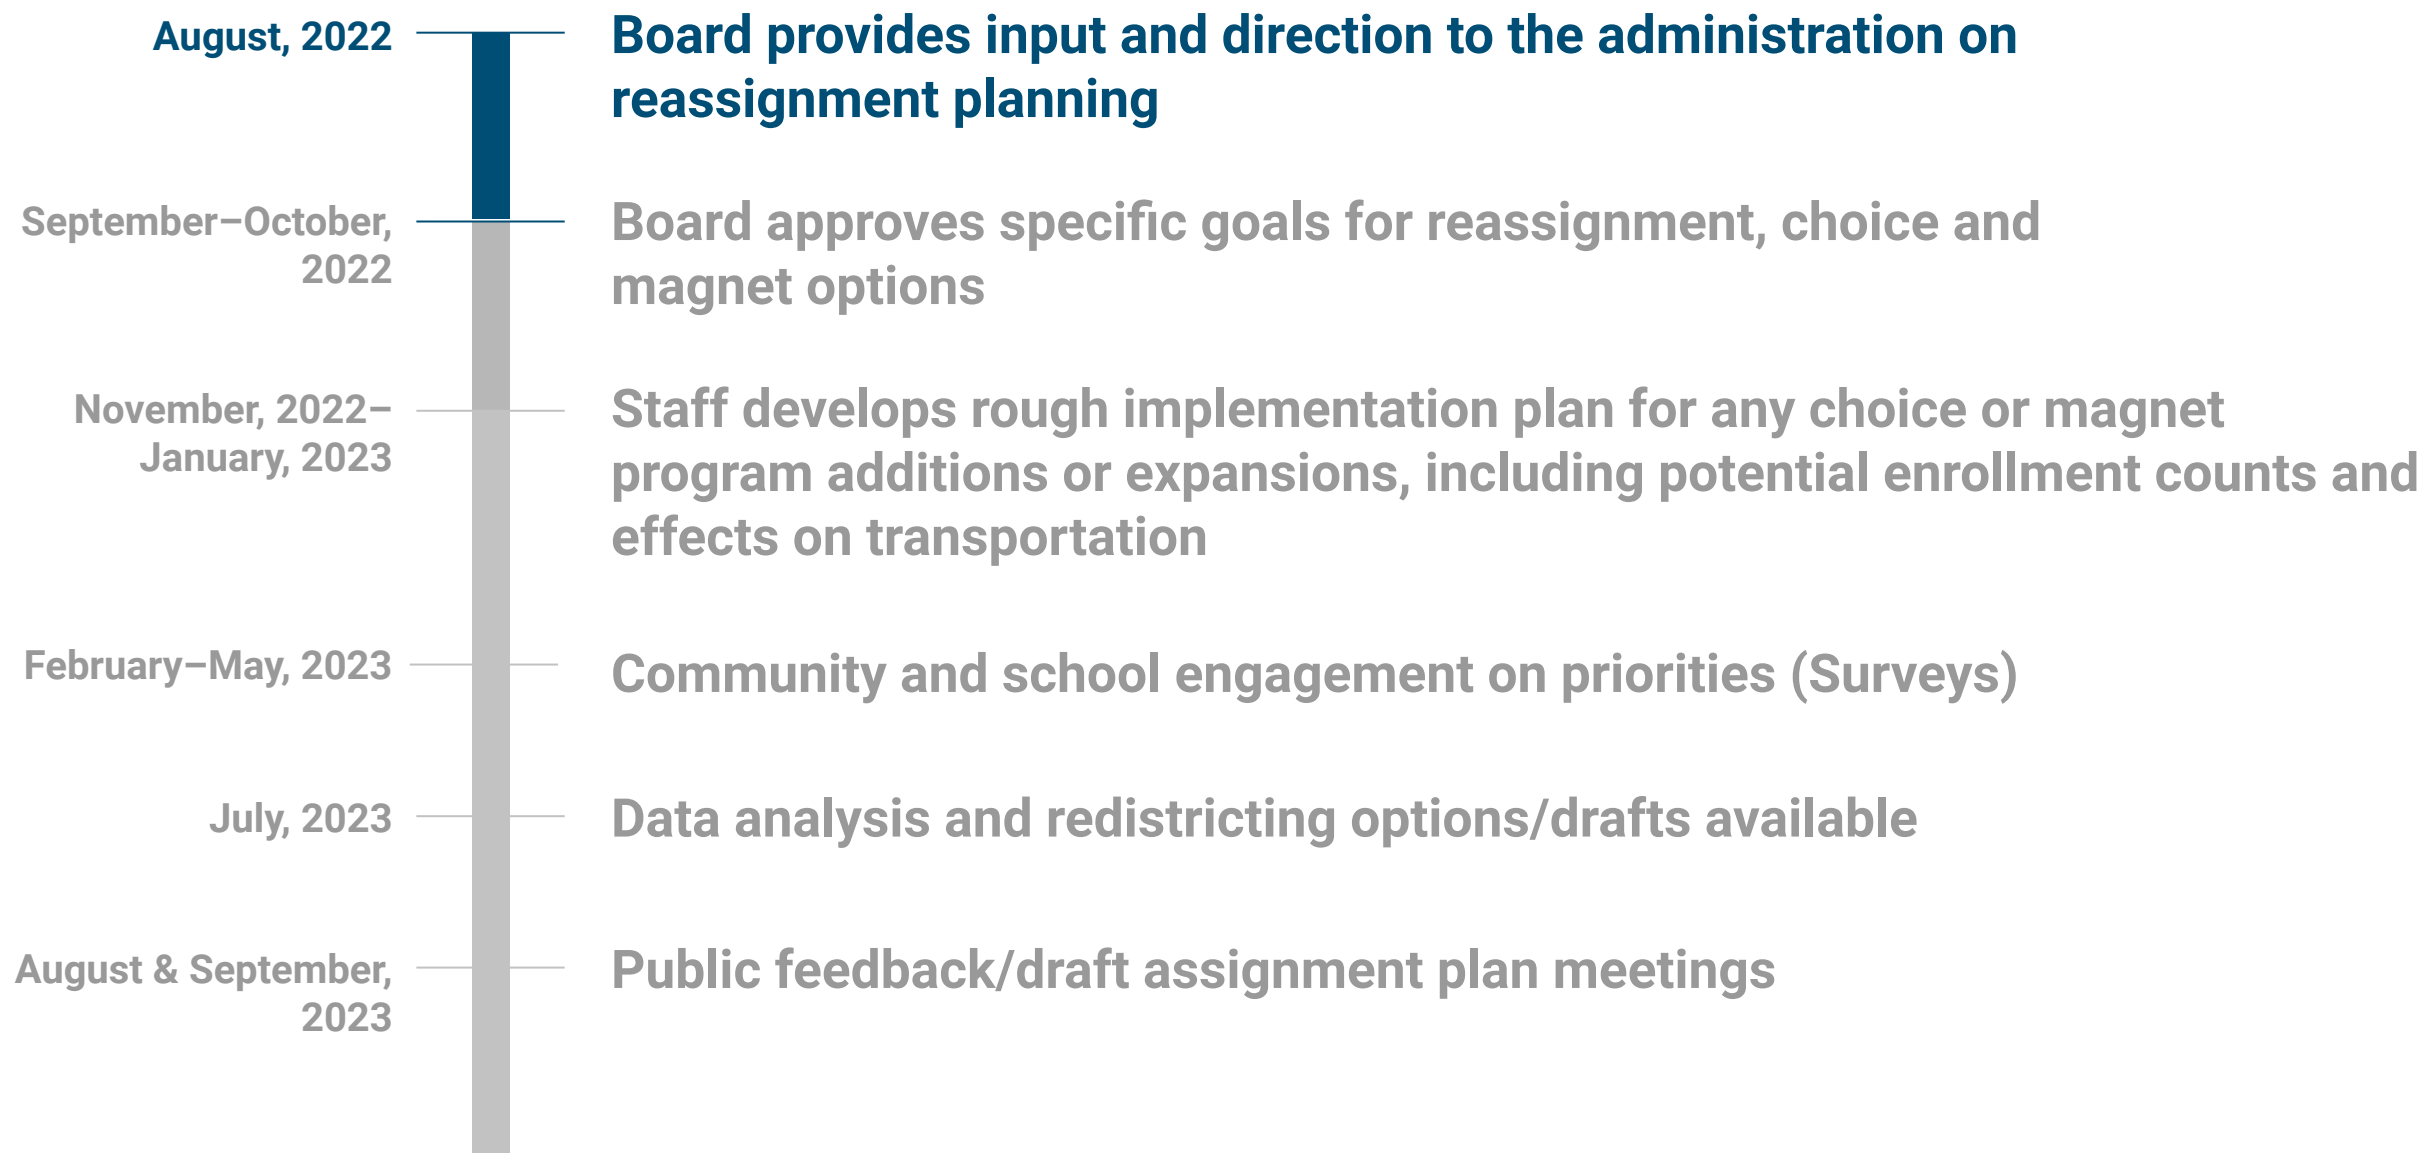 August, 2022
Board provides input and direction to the administration on
reassignment planning
September–October,
2022
Board approves specific goals for reassignment, choice and
magnet options
November, 2022–
January, 2023
Staff develops rough implementation plan for any choice or magnet
program additions or expansions, including potential enrollment counts and
effects on transportation
February–May, 2023
Community and school engagement on priorities (Surveys)
July, 2023
Data analysis and redistricting options/drafts available
August & September,
2023
Public feedback/draft assignment plan meetings